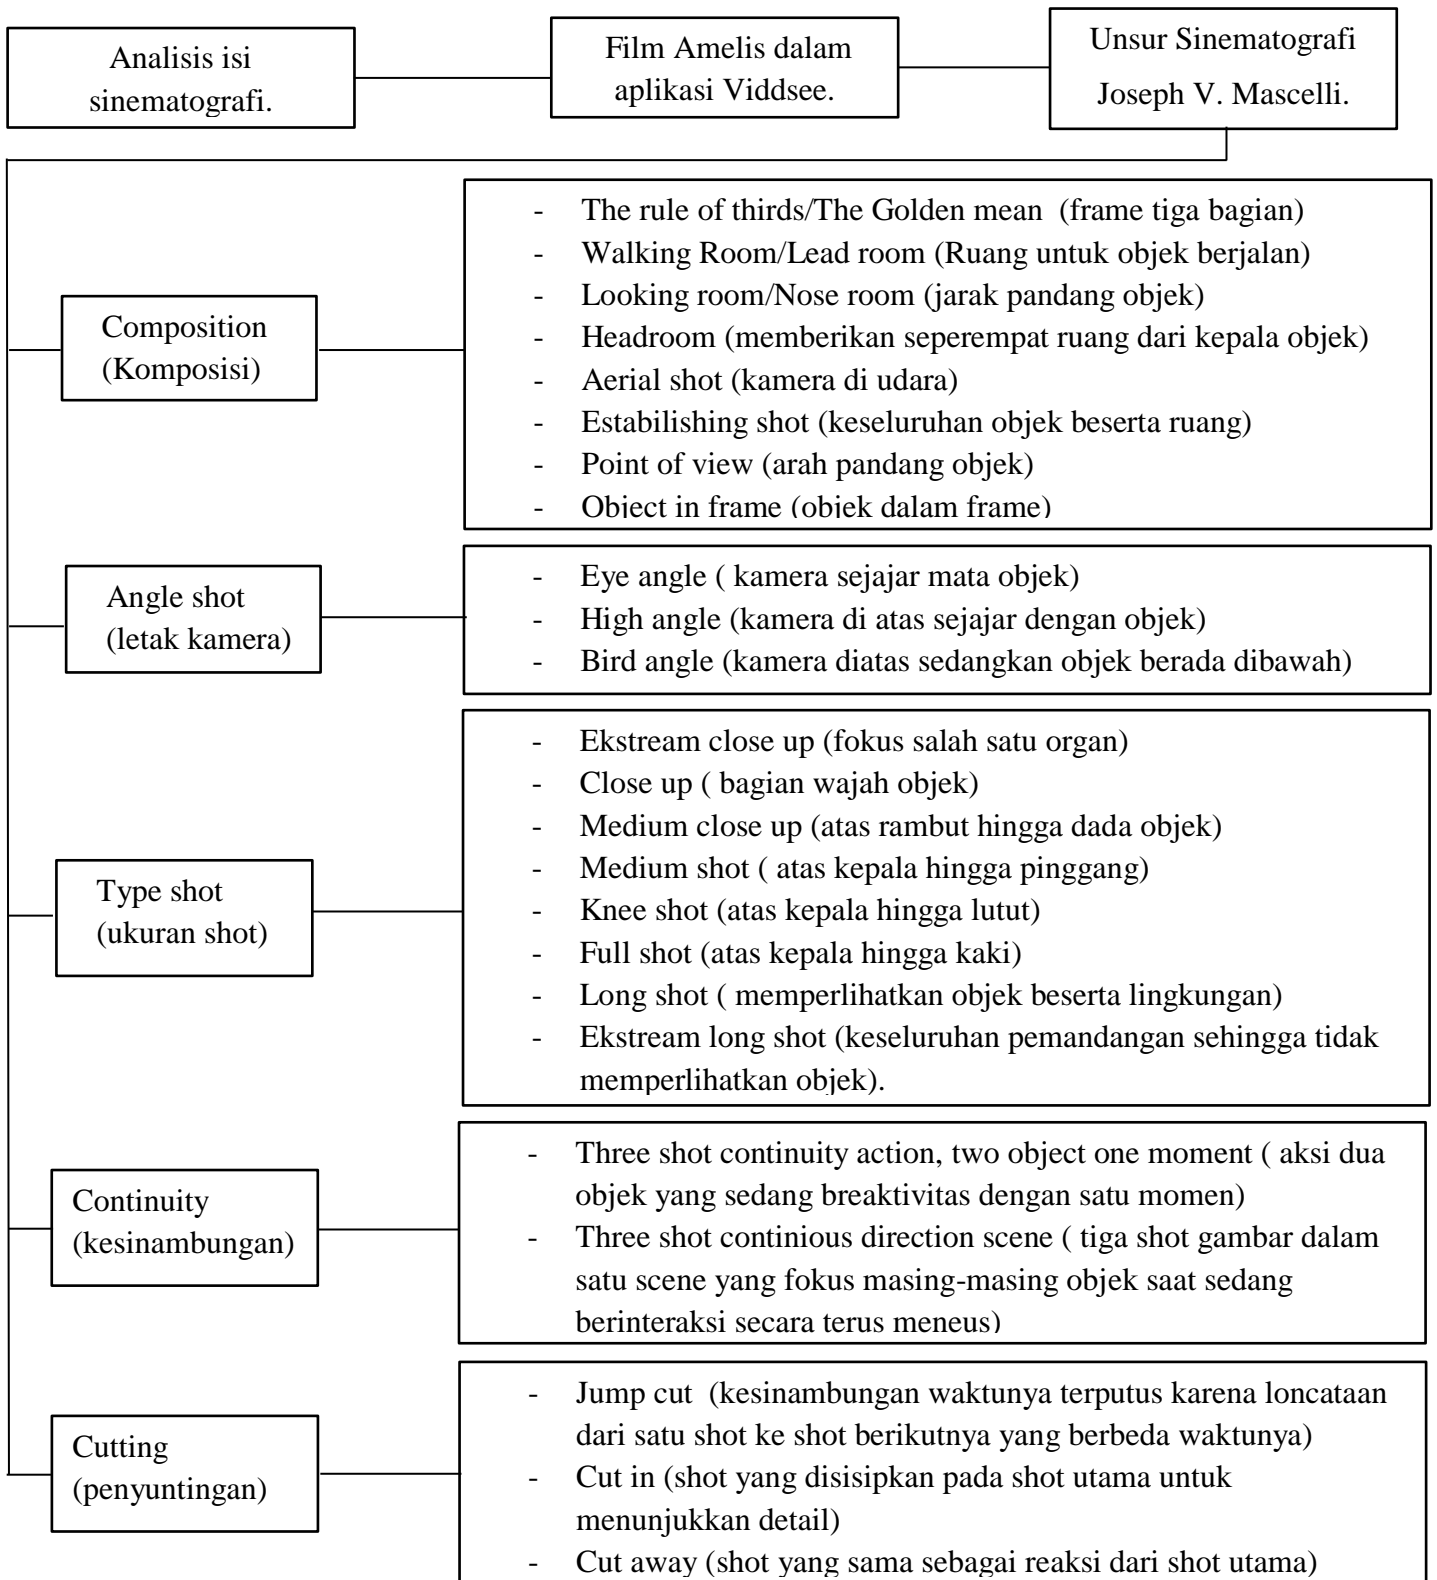 Analisis isi
sinematografi.
Film Amelis dalam
aplikasi Viddsee.
Unsur Sinematografi
Joseph V. Mascelli.
Composition
(Komposisi)
- The rule of thirds/The Golden mean (frame tiga bagian)
- Walking Room/Lead room (Ruang untuk objek berjalan)
- Looking room/Nose room (jarak pandang objek)
- Headroom (memberikan seperempat ruang dari kepala objek)
- Aerial shot (kamera di udara)
- Estabilishing shot (keseluruhan objek beserta ruang)
- Point of view (arah pandang objek)
- Object in frame (objek dalam frame)
Angle shot
(letak kamera)
- Eye angle ( kamera sejajar mata objek)
- High angle (kamera di atas sejajar dengan objek)
- Bird angle (kamera diatas sedangkan objek berada dibawah)
Type shot
(ukuran shot)
- Ekstream close up (fokus salah satu organ)
- Close up ( bagian wajah objek)
- Medium close up (atas rambut hingga dada objek)
- Medium shot ( atas kepala hingga pinggang)
- Knee shot (atas kepala hingga lutut)
- Full shot (atas kepala hingga kaki)
- Long shot ( memperlihatkan objek beserta lingkungan)
- Ekstream long shot (keseluruhan pemandangan sehingga tidak
memperlihatkan objek).
Continuity
(kesinambungan)
- Three shot continuity action, two object one moment ( aksi dua
objek yang sedang breaktivitas dengan satu momen)
- Three shot continious direction scene ( tiga shot gambar dalam
satu scene yang fokus masing-masing objek saat sedang
berinteraksi secara terus meneus)
Cutting
(penyuntingan)
- Jump cut (kesinambungan waktunya terputus karena loncataan
dari satu shot ke shot berikutnya yang berbeda waktunya)
- Cut in (shot yang disisipkan pada shot utama untuk
menunjukkan detail)
- Cut away (shot yang sama sebagai reaksi dari shot utama)